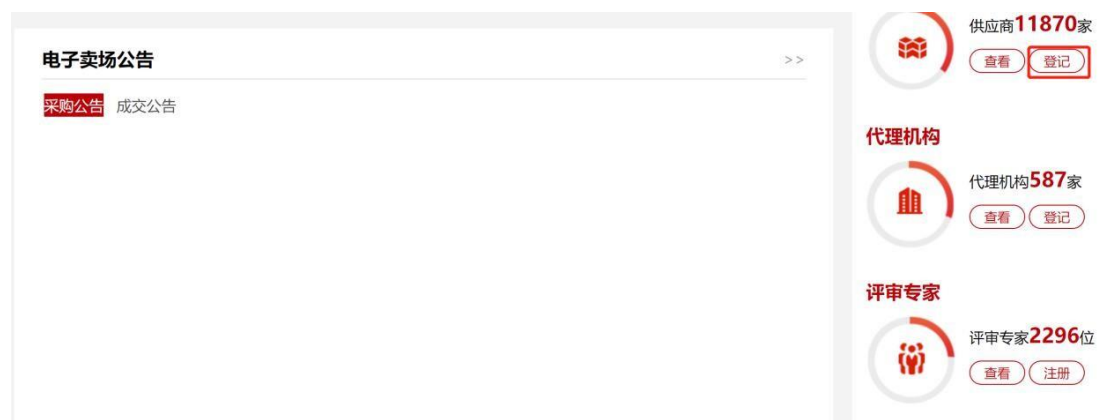 电子卖场公告
>>
采购公告 成交公告
供应商11870家
查看 登记
代理机构
代理机构587家
查看 登记
评审专家
评审专家2296位
查看 注册